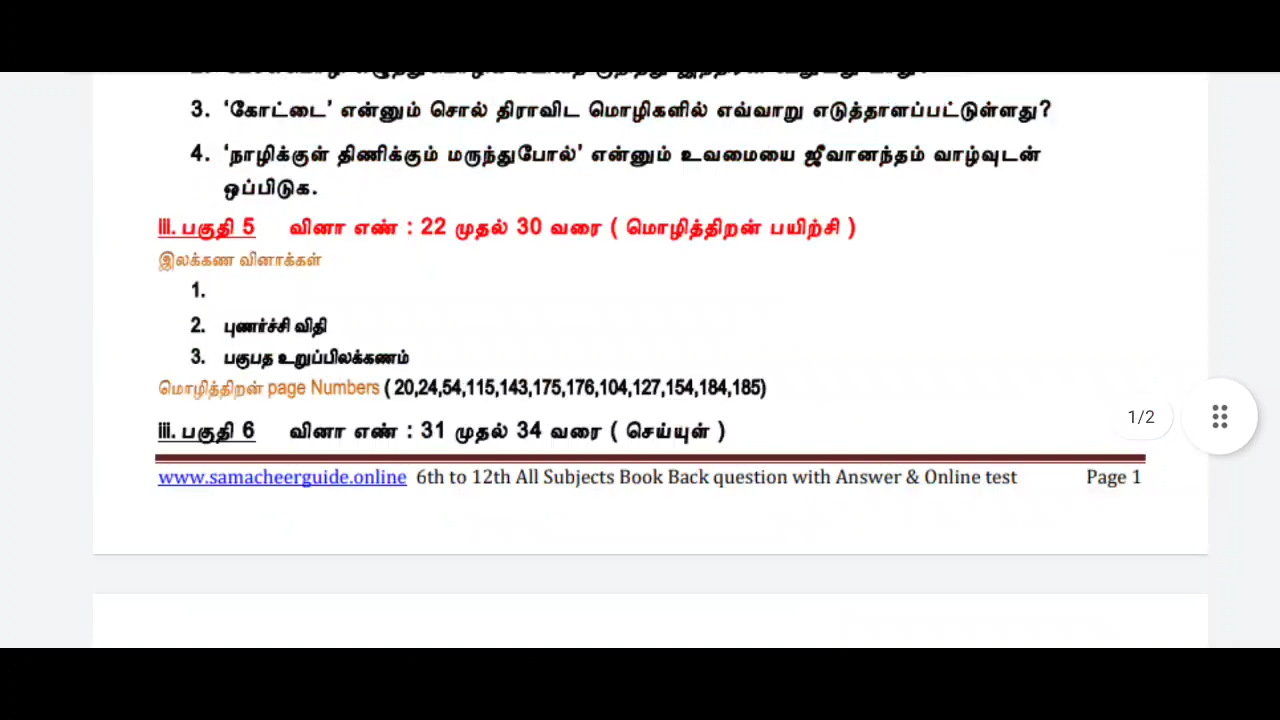 3. ‘கோட்டை’ என்னும் சொல் திராவிட மொழிகளில் எவ்வாறு எடுத்தாளப்பட்டுள்ளது?
4. ‘நாழிக்குள் திணிக்கும் மருந்துபோல்’ என்னும் உவமையை ஜீவானந்தம் வாழ்வுடன்
ஒப்பிடுக.
iii. பகுதி 5 வினா எண் : 22 முதல் 30 வரை ( மொழித்திறன் பயிற்சி )
இலக்கண வினாக்கள்
1.
2. புணர்ச்சி விதி
3. பகுபத உறுப்பிலக்கணம்
மொழித்திறன் page Numbers ( 20,24,54,115,143,175,176,104,127,154,184,185)
iii. பகுதி 6 வினா எண் : 31 முதல் 34 வரை ( செய்யுள் )
1/2
www.samacheerguide.online 6th to 12th All Subjects Book Back question with Answer & Online test Page 1